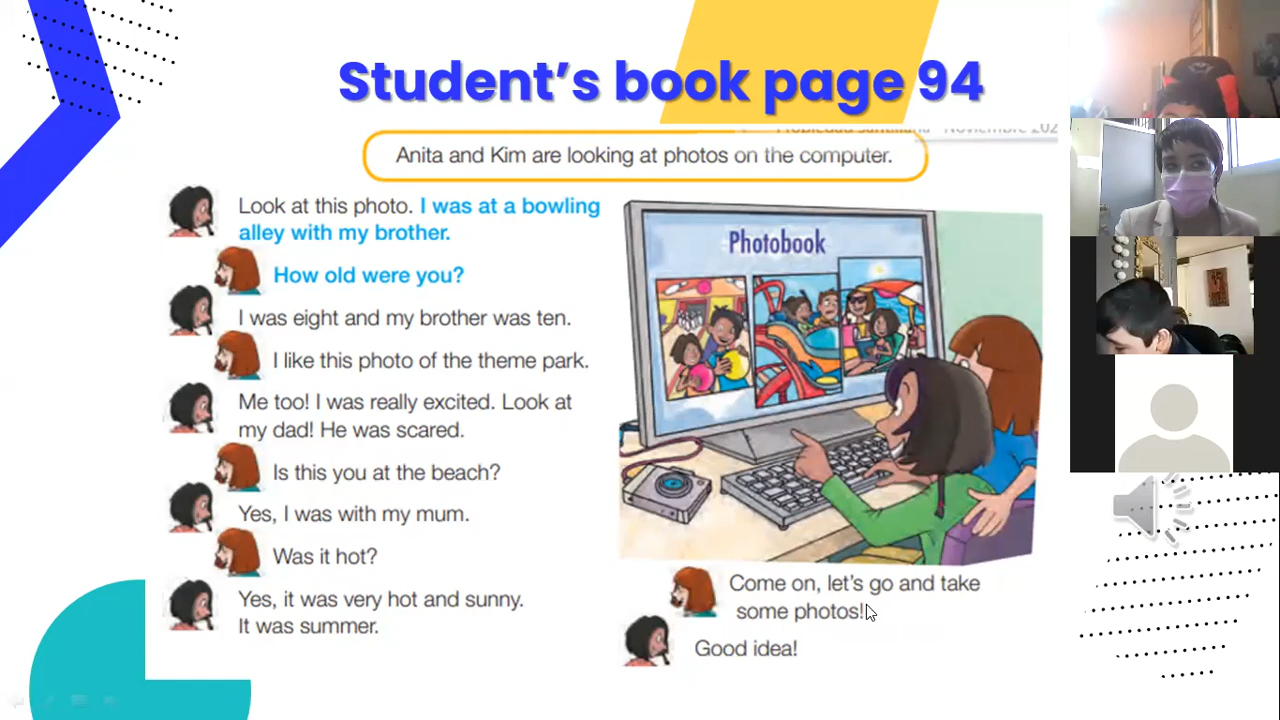 Student's book page 94
Propiedad Santillana - Noviembre 202
Anita and Kim are looking at photos on the computer.
Look at this photo. I was at a bowling
alley with my brother.
How old were you?
I was eight and my brother was ten.
I like this photo of the theme park.
Me too! I was really excited. Look at
my dad! He was scared.
Is this you at the beach?
Yes, I was with my mum.
Was it hot?
Yes, it was very hot and sunny.
It was summer.
Photobook
Come on, let's go and take
some photos!
Good idea!